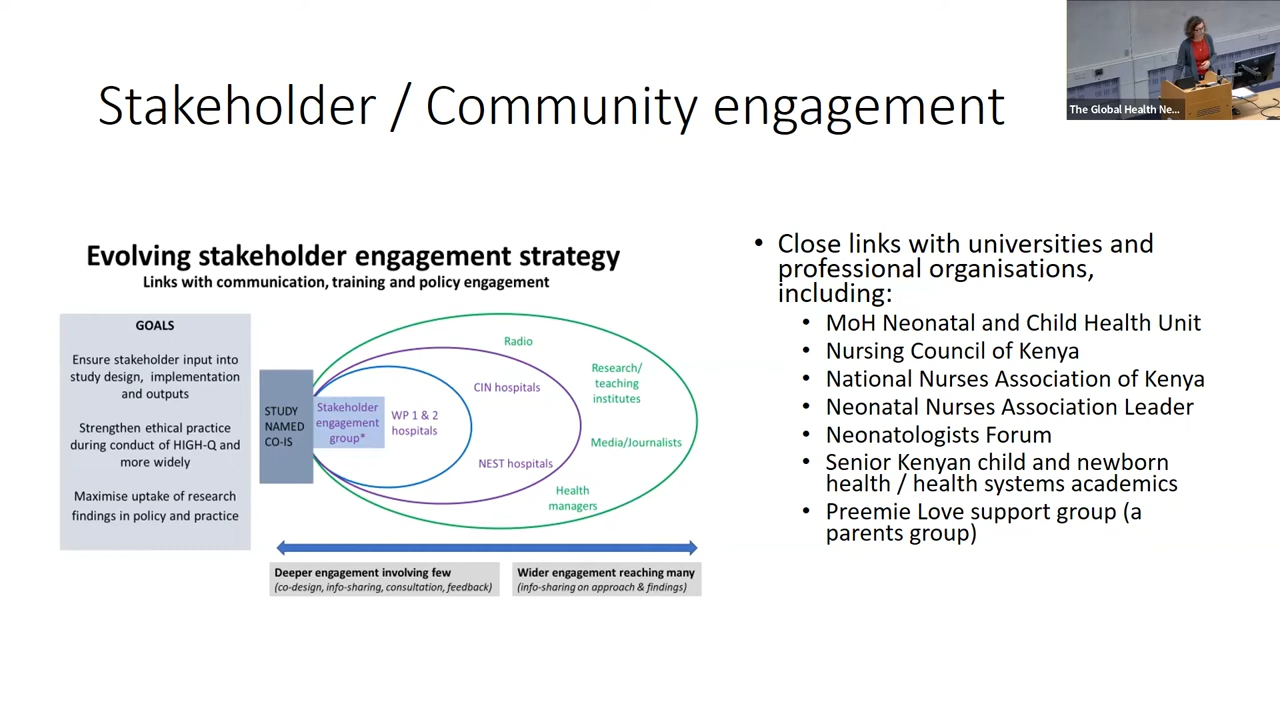 The Global Health Ne...
Stakeholder / Community engagement
Evolving stakeholder engagement strategy
Links with communication, training and policy engagement
GOALS
Ensure stakeholder input into
study design, implementation
and outputs
Strengthen ethical practice
during conduct of HIGH-Q and
more widely
Maximise uptake of research
findings in policy and practice
STUDY
NAMED
CO-IS
Stakeholder
engagement
group*
WP 1 & 2
hospitals
CIN hospitals
NEST hospitals
Radio
Research/
teaching
institutes
Media/Journalists
Health
managers
Deeper engagement involving few
(co-design, info-sharing, consultation, feedback)
Wider engagement reaching many
(info-sharing on approach & findings)
• Close links with universities and
professional organisations,
including:
• MoH Neonatal and Child Health Unit
• Nursing Council of Kenya
• National Nurses Association of Kenya
• Neonatal Nurses Association Leader
• Neonatologists Forum
• Senior Kenyan child and newborn
health / health systems academics
• Preemie Love support group (a
parents group)